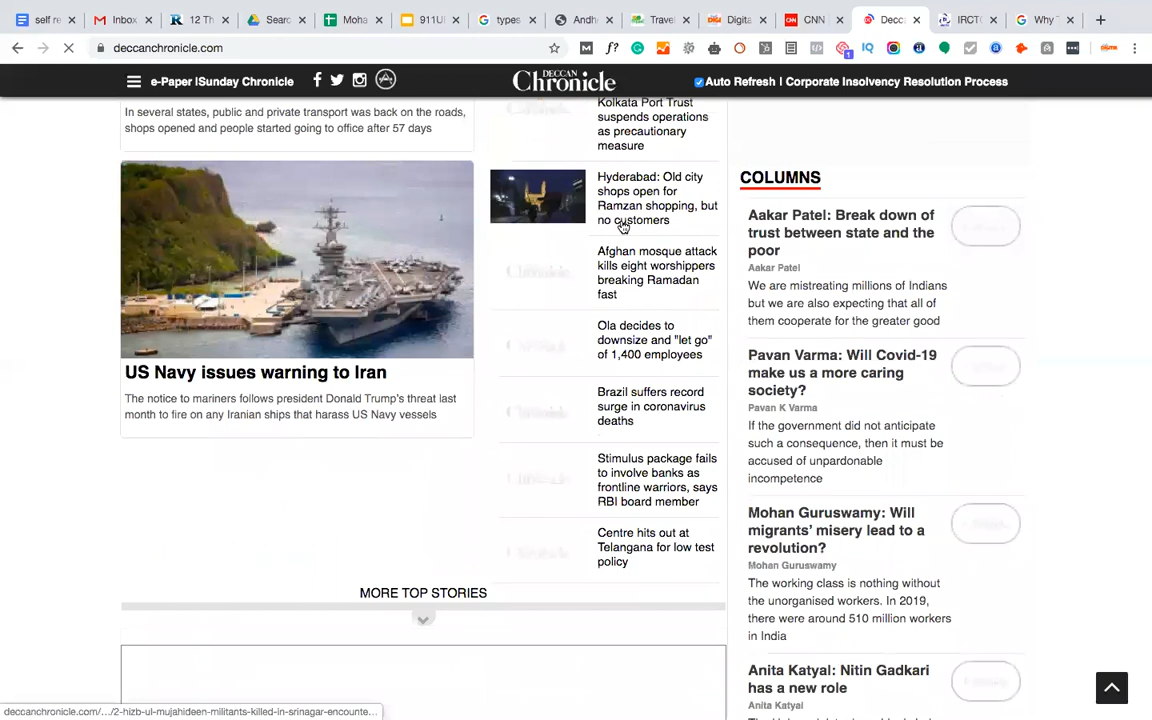 self re
Inbox
12 Th
Searc
Moha
911U
types
Andh
Travel
Digita
CNN
Decc
IRCTC
Why
deccanchronicle.com
e-Paper |Sunday Chronicle
DECCAN
Chronicle
Auto Refresh | Corporate Insolvency Resolution Process
In several states, public and private transport was back on the roads,
shops opened and people started going to office after 57 days
US Navy issues warning to Iran
The notice to mariners follows president Donald Trump's threat last
month to fire on any Iranian ships that harass US Navy vessels
Kolkata Port Trust
suspends operations
as precautionary
measure
Hyderabad: Old city
shops open for
Ramzan shopping, but
no customers
Afghan mosque attack
kills eight worshippers
breaking Ramadan
fast
Ola decides to
downsize and "let go"
of 1,400 employees
Brazil suffers record
surge in coronavirus
deaths
Stimulus package fails
to involve banks as
frontline warriors, says
RBI board member
Centre hits out at
Telangana for low test
policy
MORE TOP STORIES
COLUMNS
Aakar Patel: Break down of
trust between state and the
poor
Aakar Patel
We are mistreating millions of Indians
but we are also expecting that all of
them cooperate for the greater good
Pavan Varma: Will Covid-19
make us a more caring
society?
Pavan K Varma
If the government did not anticipate
such a consequence, then it must be
accused of unpardonable
incompetence
Mohan Guruswamy: Will
migrants' misery lead to a
revolution?
Mohan Guruswamy
The working class is nothing without
the unorganised workers. In 2019,
there were around 510 million workers
in India
Anita Katyal: Nitin Gadkari
has a new role
Anita Katyal
deccanchronicle.com/.../2-hizb-ul-mujahideen-militants-killed-in-srinagar-encounte...